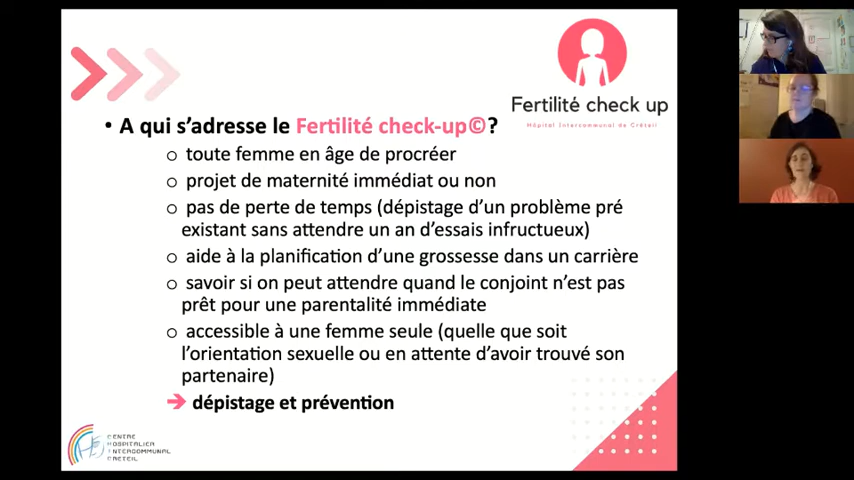 Fertilité check up
Hôpital Intercommunal de Créteil
• A qui s’adresse le Fertilité check-up©?
o toute femme en âge de procréer
o projet de maternité immédiat ou non
o pas de perte de temps (dépistage d’un problème pré
existant sans attendre un an d’essais infructueux)
o aide à la planification d’une grossesse dans un carrière
o savoir si on peut attendre quand le conjoint n’est pas
prêt pour une parentalité immédiate
o accessible à une femme seule (quelle que soit
l’orientation sexuelle ou en attente d’avoir trouvé son
partenaire)
➔ dépistage et prévention
CENTRE
HOSPITALIER
INTERCOMMUNAL
CRETEIL